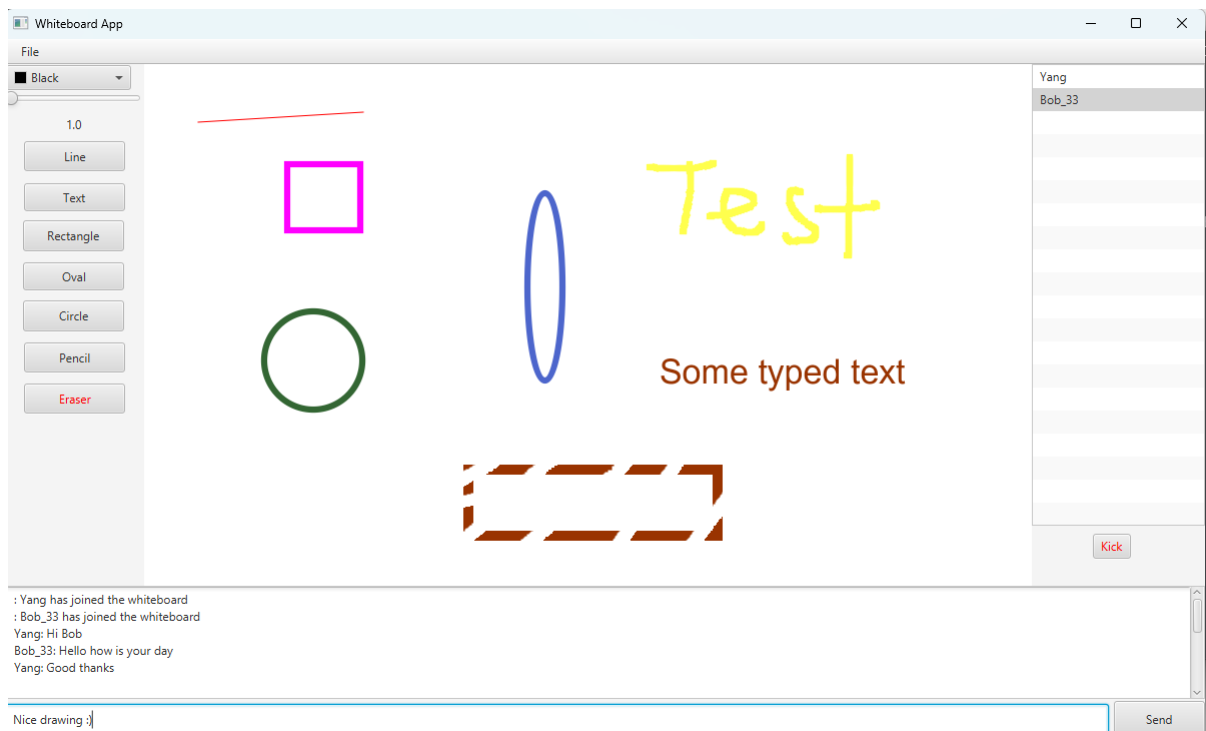 Whiteboard App
File
Black
1.0
Line
Text
Rectangle
Oval
Circle
Pencil
Eraser
Test
Some typed text
Yang
Bob_33
Kick
: Yang has joined the whiteboard
: Bob_33 has joined the whiteboard
Yang: Hi Bob
Bob_33: Hello how is your day
Yang: Good thanks
Nice drawing :)
Send